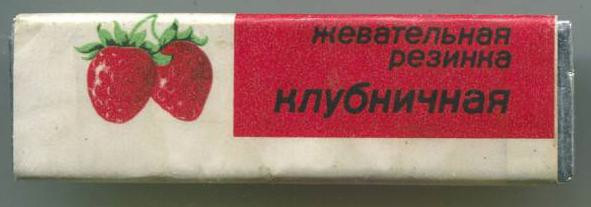 жевательная
резинка
клубничная